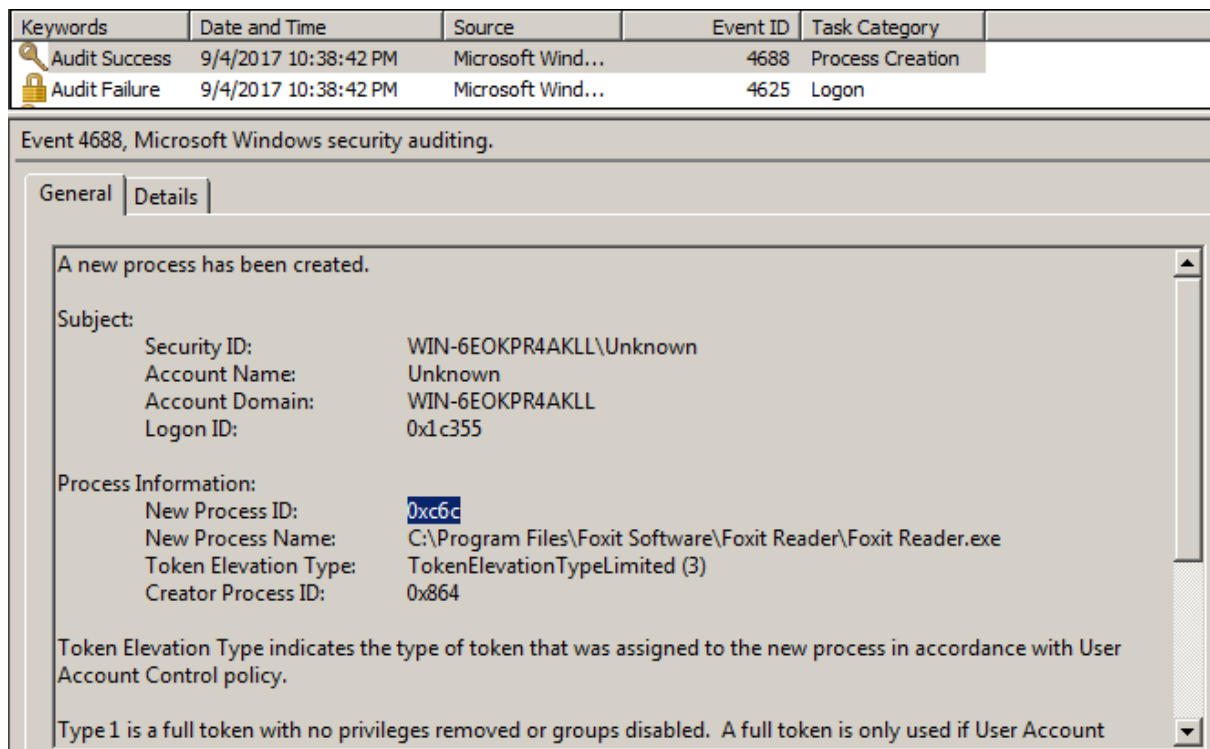 Keywords Date and Time Source Event ID Task Category
Audit Success 9/4/2017 10:38:42 PM Microsoft Wind... 4688 Process Creation
Audit Failure 9/4/2017 10:38:42 PM Microsoft Wind... 4625 Logon
Event 4688, Microsoft Windows security auditing.
General Details
A new process has been created.
Subject:
Security ID: WIN-6EOKPR4AKLL\Unknown
Account Name: Unknown
Account Domain: WIN-6EOKPR4AKLL
Logon ID: 0x1c355
Process Information:
New Process ID: 0xc6c
New Process Name: C:\Program Files\Foxit Software\Foxit Reader\Foxit Reader.exe
Token Elevation Type: TokenElevationTypeLimited (3)
Creator Process ID: 0x864
Token Elevation Type indicates the type of token that was assigned to the new process in accordance with User
Account Control policy.
Type 1 is a full token with no privileges removed or groups disabled. A full token is only used if User Account